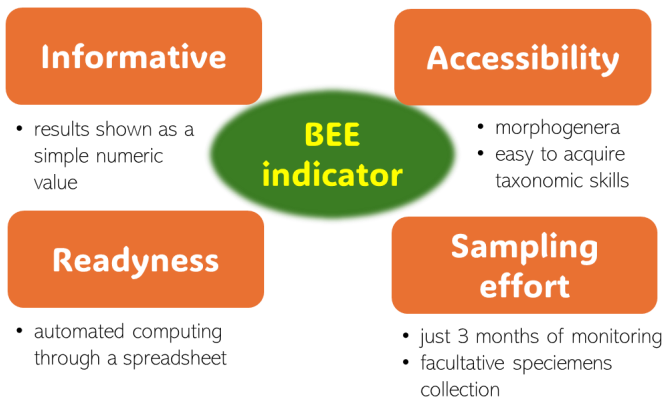 Informative
• results shown as a
simple numeric
value
Accessibility
• morphogenera
• easy to acquire
taxonomic skills
BEE
indicator
Readyness
• automated computing
through a spreadsheet
Sampling
effort
• just 3 months of monitoring
• facultative speciemens
collection